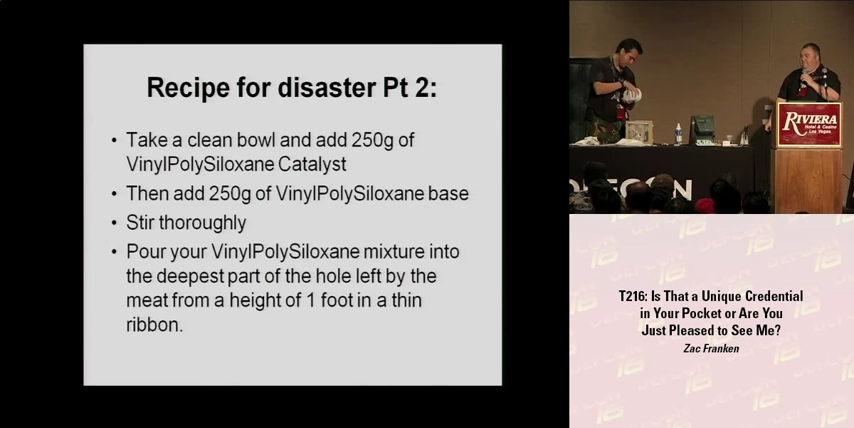 Recipe for disaster Pt 2:
• Take a clean bowl and add 250g of
VinylPolySiloxane Catalyst
• Then add 250g of VinylPolySiloxane base
• Stir thoroughly
• Pour your VinylPolySiloxane mixture into
the deepest part of the hole left by the
meat from a height of 1 foot in a thin
ribbon.
RIVIERA
Hotel & Casino
Las Vegas
T216: Is That a Unique Credential
in Your Pocket or Are You
Just Pleased to See Me?
Zac Franken